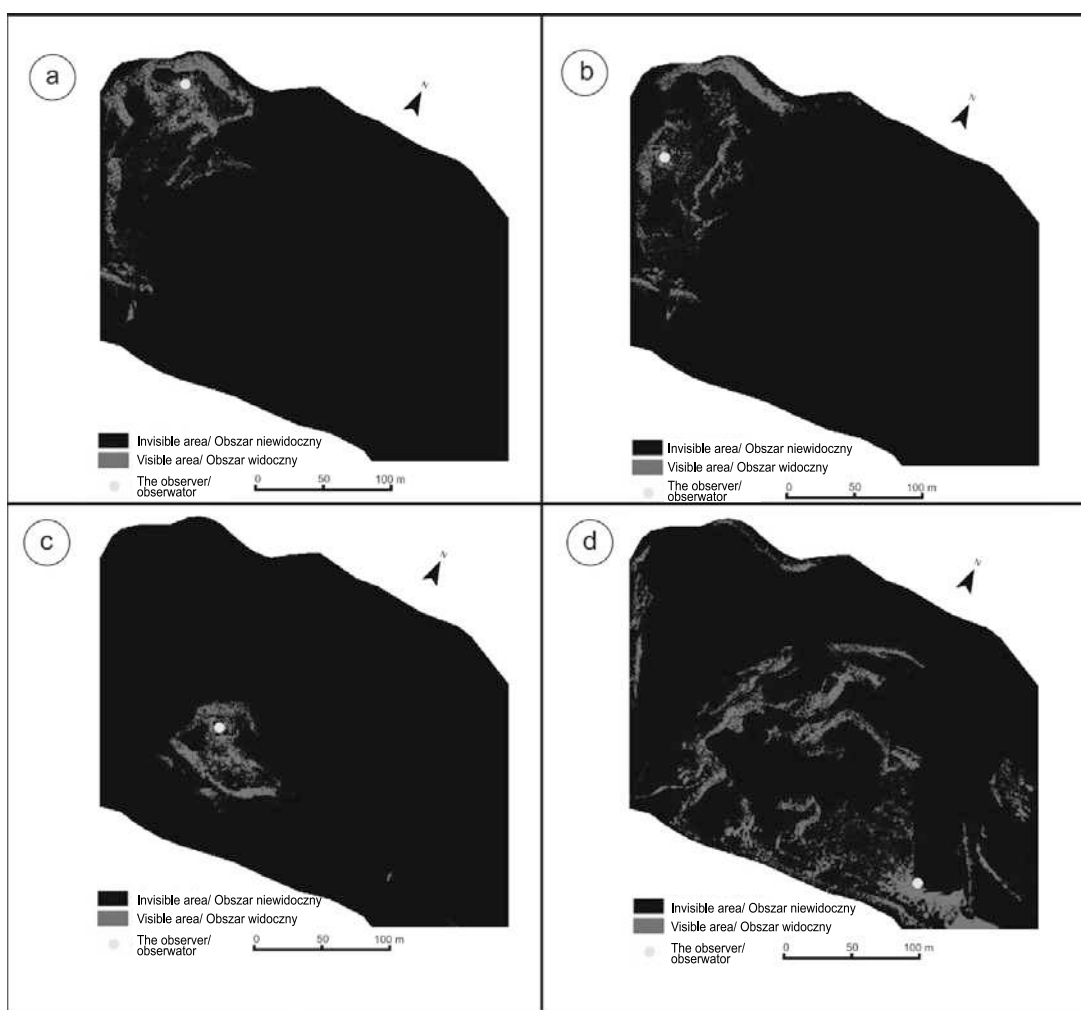 a
N
Invisible area/ Obszar niewidoczny
Visible area/ Obszar widoczny
The observer/
obserwator
0 50 100 m
b
N
Invisible area/ Obszar niewidoczny
Visible area/ Obszar widoczny
The observer/
obserwator
0 50 100 m
c
N
Invisible area/ Obszar niewidoczny
Visible area/ Obszar widoczny
The observer/
obserwator
0 50 100 m
d
N
Invisible area/ Obszar niewidoczny
Visible area/ Obszar widoczny
The observer/
obserwator
0 50 100 m